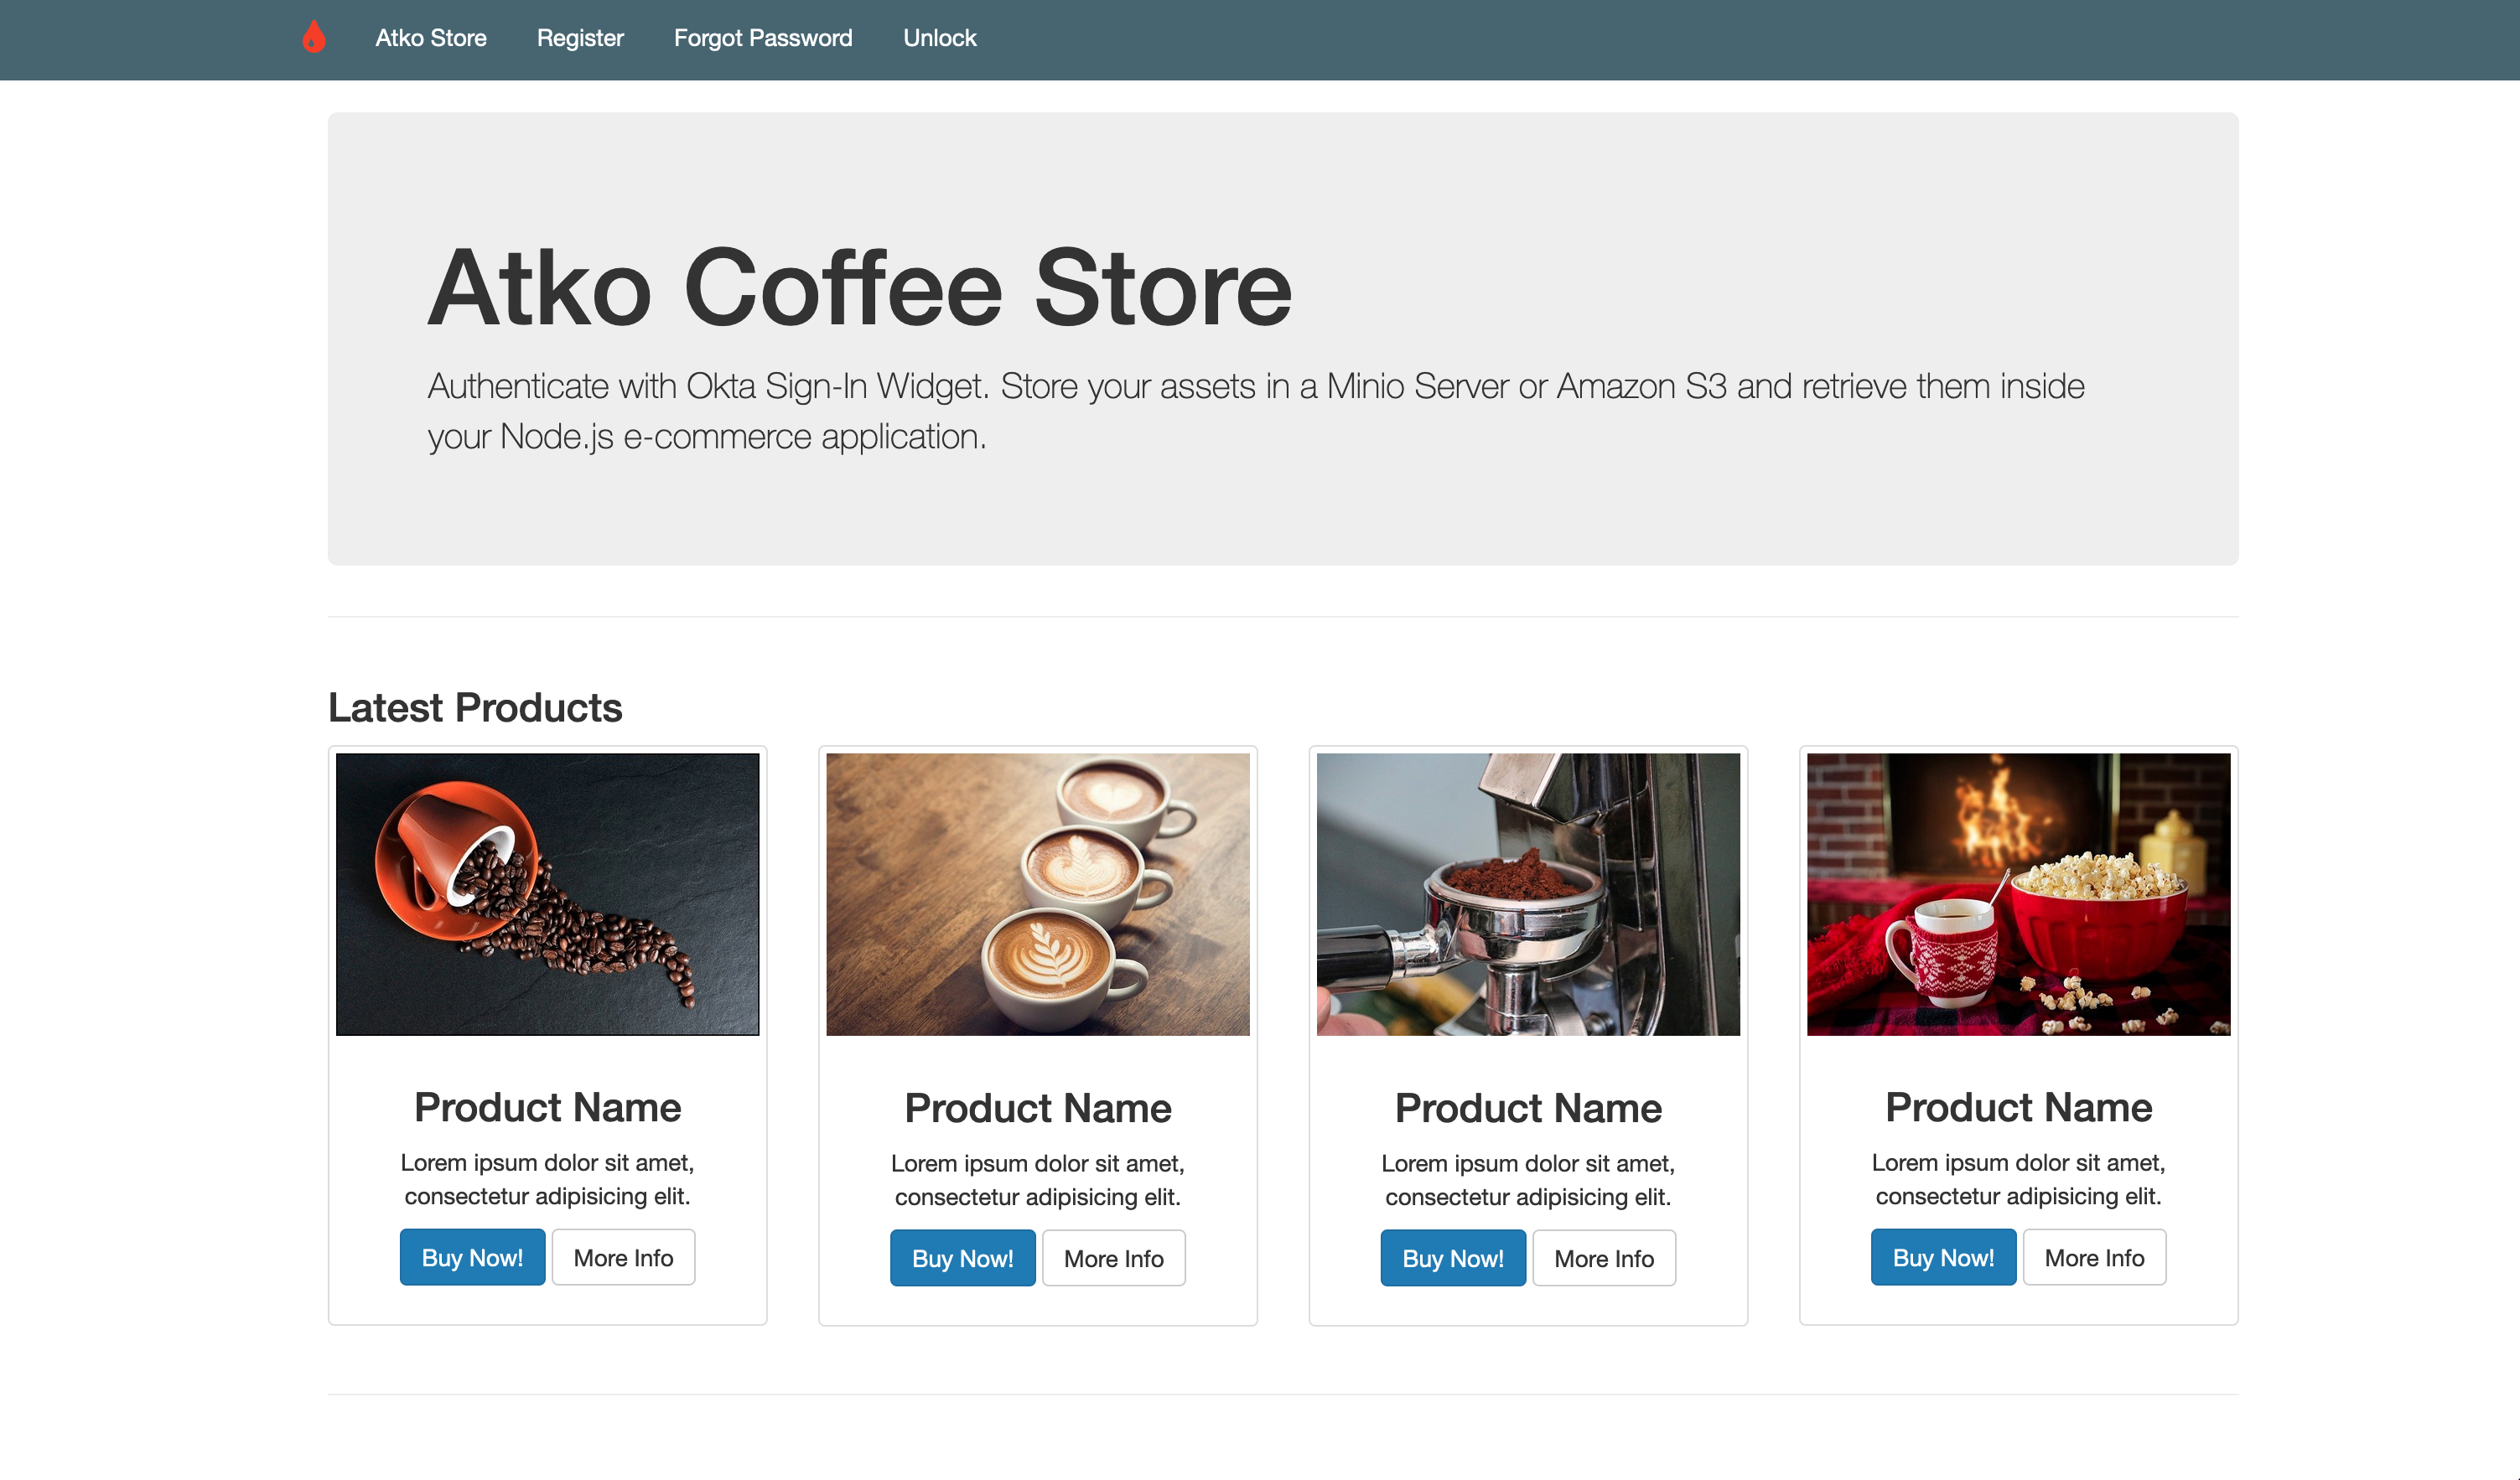 Atko Store Register Forgot Password Unlock
Atko Coffee Store
Authenticate with Okta Sign-In Widget. Store your assets in a Minio Server or Amazon S3 and retrieve them inside
your Node.js e-commerce application.
Latest Products
Product Name
Lorem ipsum dolor sit amet,
consectetur adipisicing elit.
Buy Now! More Info
Product Name
Lorem ipsum dolor sit amet,
consectetur adipisicing elit.
Buy Now! More Info
Product Name
Lorem ipsum dolor sit amet,
consectetur adipisicing elit.
Buy Now! More Info
Product Name
Lorem ipsum dolor sit amet,
consectetur adipisicing elit.
Buy Now! More Info